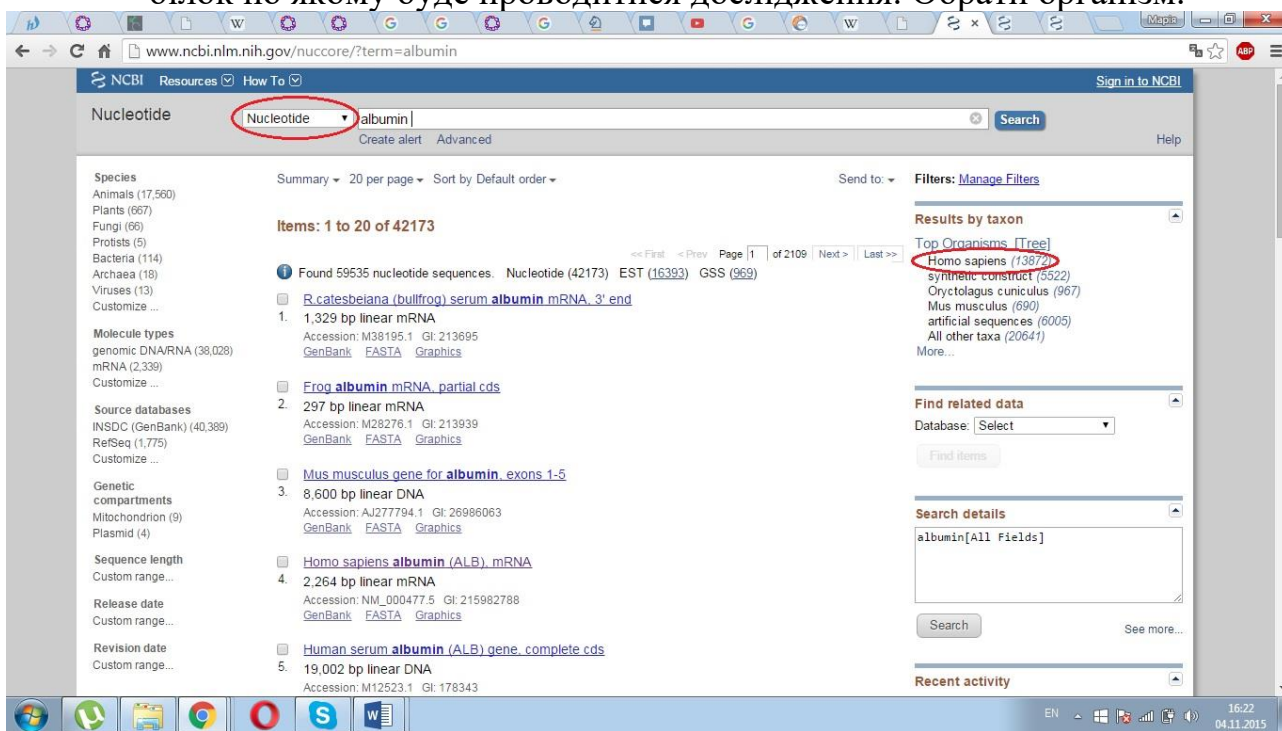 білок по якому буде проводитися дослідження. Обрати організм.
Марія
www.ncbi.nlm.nih.gov/nuccore/?term=albumin
ABP
NCBI Resources How To Sign in to NCBI
Nucleotide Nucleotide albumin Search
Create alert Advanced Help
Species
Animals (17,560)
Plants (667)
Fungi (66)
Protists (5)
Bacteria (114)
Archaea (18)
Viruses (13)
Customize ...
Molecule types
genomic DNA/RNA (38,028)
mRNA (2,339)
Customize ...
Source databases
INSDC (GenBank) (40,389)
RefSeq (1,775)
Customize ...
Genetic
compartments
Mitochondrion (9)
Plasmid (4)
Sequence length
Custom range...
Release date
Custom range...
Revision date
Custom range...
Summary 20 per page Sort by Default order Send to:
Items: 1 to 20 of 42173
<< First < Prev Page 1 of 2109 Next > Last >>
Found 59535 nucleotide sequences. Nucleotide (42173) EST (16393) GSS (969)
R.catesbeiana (bullfrog) serum albumin mRNA, 3' end
1. 1,329 bp linear mRNA
Accession: M38195.1 GI: 213695
GenBank FASTA Graphics
Frog albumin mRNA, partial cds
2. 297 bp linear mRNA
Accession: M28276.1 GI: 213939
GenBank FASTA Graphics
Mus musculus gene for albumin, exons 1-5
3. 8,600 bp linear DNA
Accession: AJ277794.1 GI: 26986063
GenBank FASTA Graphics
Homo sapiens albumin (ALB), mRNA
4. 2,264 bp linear mRNA
Accession: NM_000477.5 GI: 215982788
GenBank FASTA Graphics
Human serum albumin (ALB) gene, complete cds
5. 19,002 bp linear DNA
Accession: M12523.1 GI: 178343
Filters: Manage Filters
Results by taxon
Top Organisms [Tree]
Homo sapiens (13872)
synthetic construct (5522)
Oryctolagus cuniculus (967)
Mus musculus (690)
artificial sequences (6005)
All other taxa (20641)
More...
Find related data
Database: Select
Find items
Search details
albumin[All Fields]
Search See more...
Recent activity
EN 16:22
04.11.2015